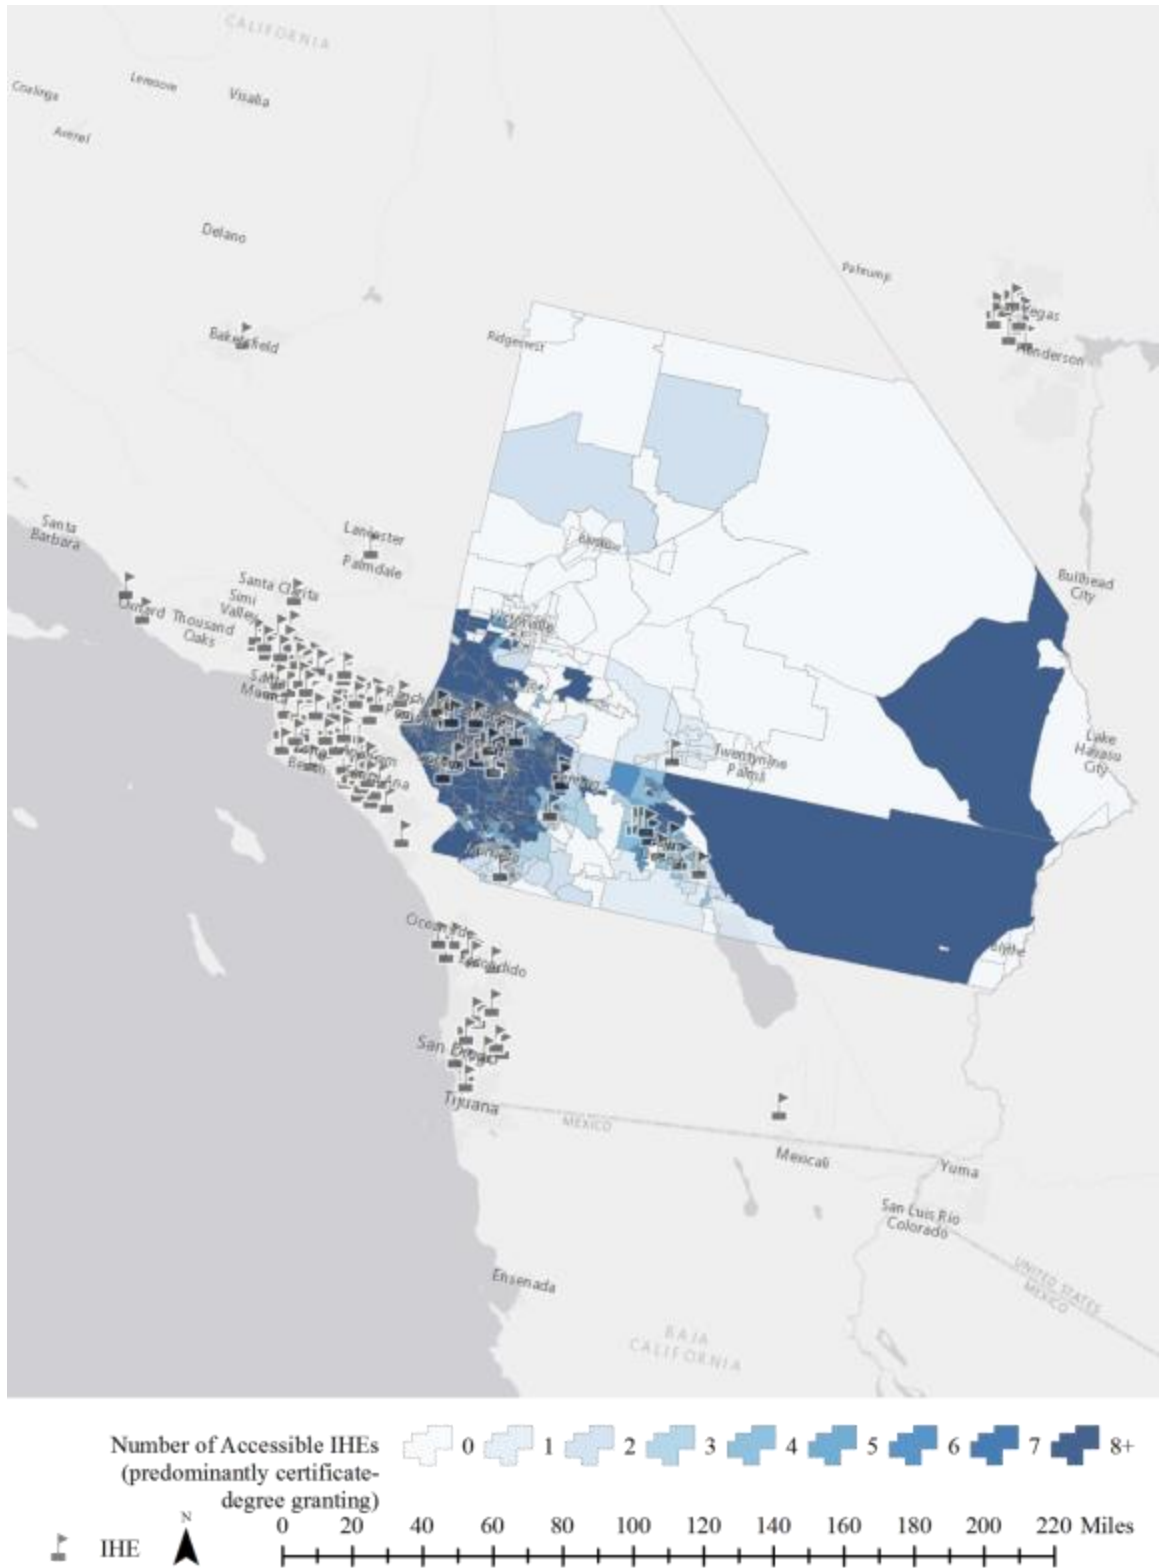 CALIFORNIA
Lemoore
Coalinga
Visalia
Avenal
Delano
Pahrump
Bakersfield
Ridgecrest
Henderson
Santa
Barbara
Lancaster
Palmdale
Bullhead
City
Santa Clarita
Simi
Valley
Oxnard
Thousand
Oaks
Victorville
Lake
Havasu
City
Twentynine
Palms
Oceanside
Escondido
San Diego
Tijuana
MEXICO
Mexicali
Yuma
San Luis Rio
Colorado
Ensenada
UNITED STATES
MEXICO
BAJA
CALIFORNIA
Number of Accessible IHEs
(predominantly certificate-
degree granting)
0 1 2 3 4 5 6 7 8+
IHE
N
0 20 40 60 80 100 120 140 160 180 200 220 Miles